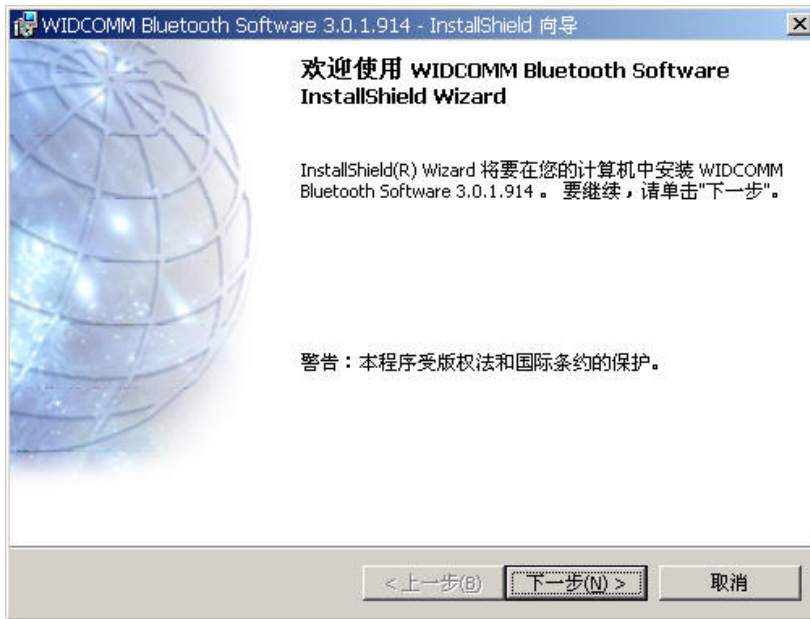 WIDCOMM Bluetooth Software 3.0.1.914 - InstallShield 向导
欢迎使用 WIDCOMM Bluetooth Software
InstallShield Wizard
InstallShield(R) Wizard 将要在您的计算机中安装 WIDCOMM
Bluetooth Software 3.0.1.914 。 要继续，请单击"下一步"。
警告：本程序受版权法和国际条约的保护。
<上一步(B)
下一步(N) >
取消